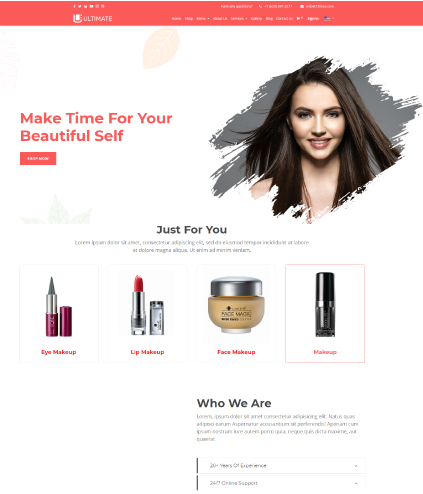 ULTIMATE
Home Shop Menu About Us Services Gallery Blog Contact us
Make Time For Your
Beautiful Self
SHOP NOW
Just For You
Lorem ipsum dolor sit amet, consectetur adipiscing elit, sed do eiusmod tempor incididunt ut labore
et dolore magna aliqua. Ut enim ad minim veniam,
FACE MAGIC
Eye Makeup
Lip Makeup
Face Makeup
Makeup
Who We Are
Lorem, ipsum dolor sit amet consectetur adipisicing elit. Natus quas
adipisci earum Aspernatur accusantium sit perferendis! Aperiam cum
ipsum nostrum iure autem porro quia, neque quis dicta maxime, aut
quaerat
20+ Years Of Experience
24/7 Online Support